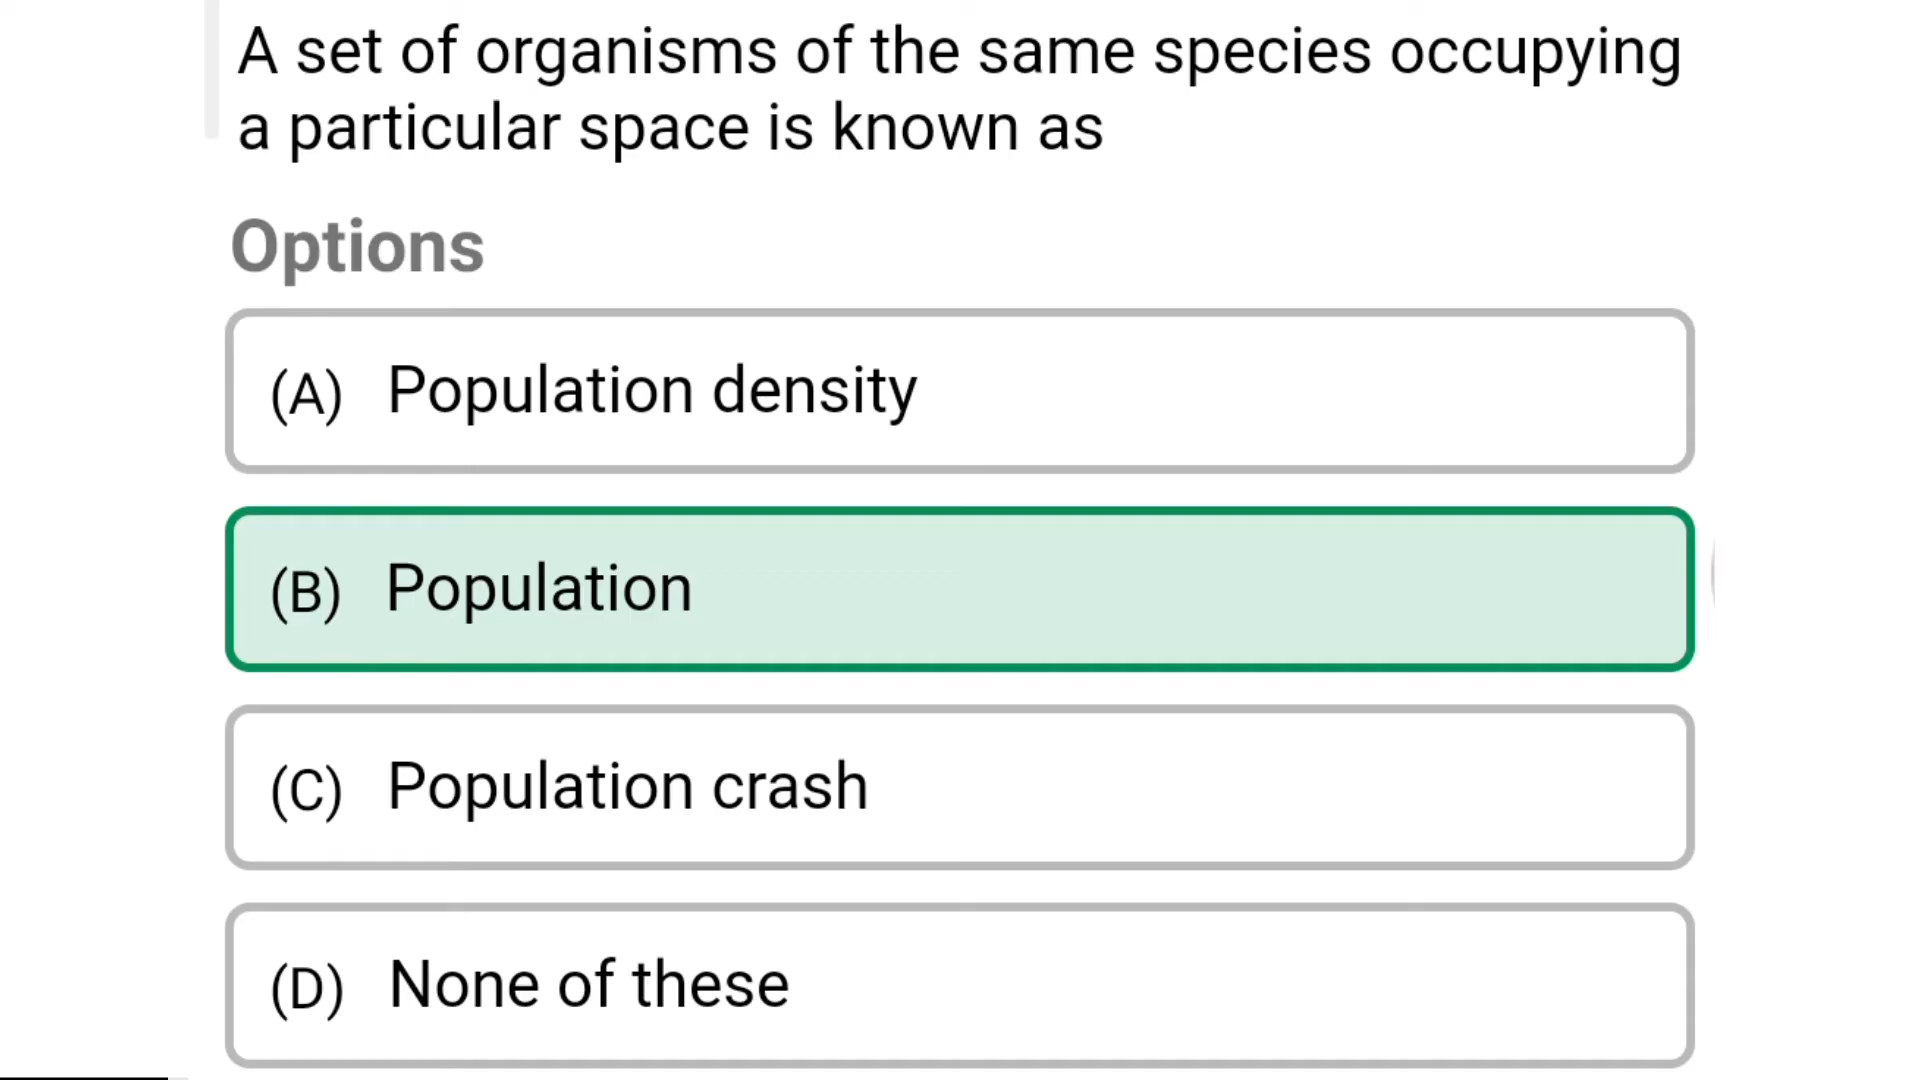 A set of organisms of the same species occupying
a particular space is known as
Options
(A) Population density
(B) Population
(C) Population crash
(D) None of these